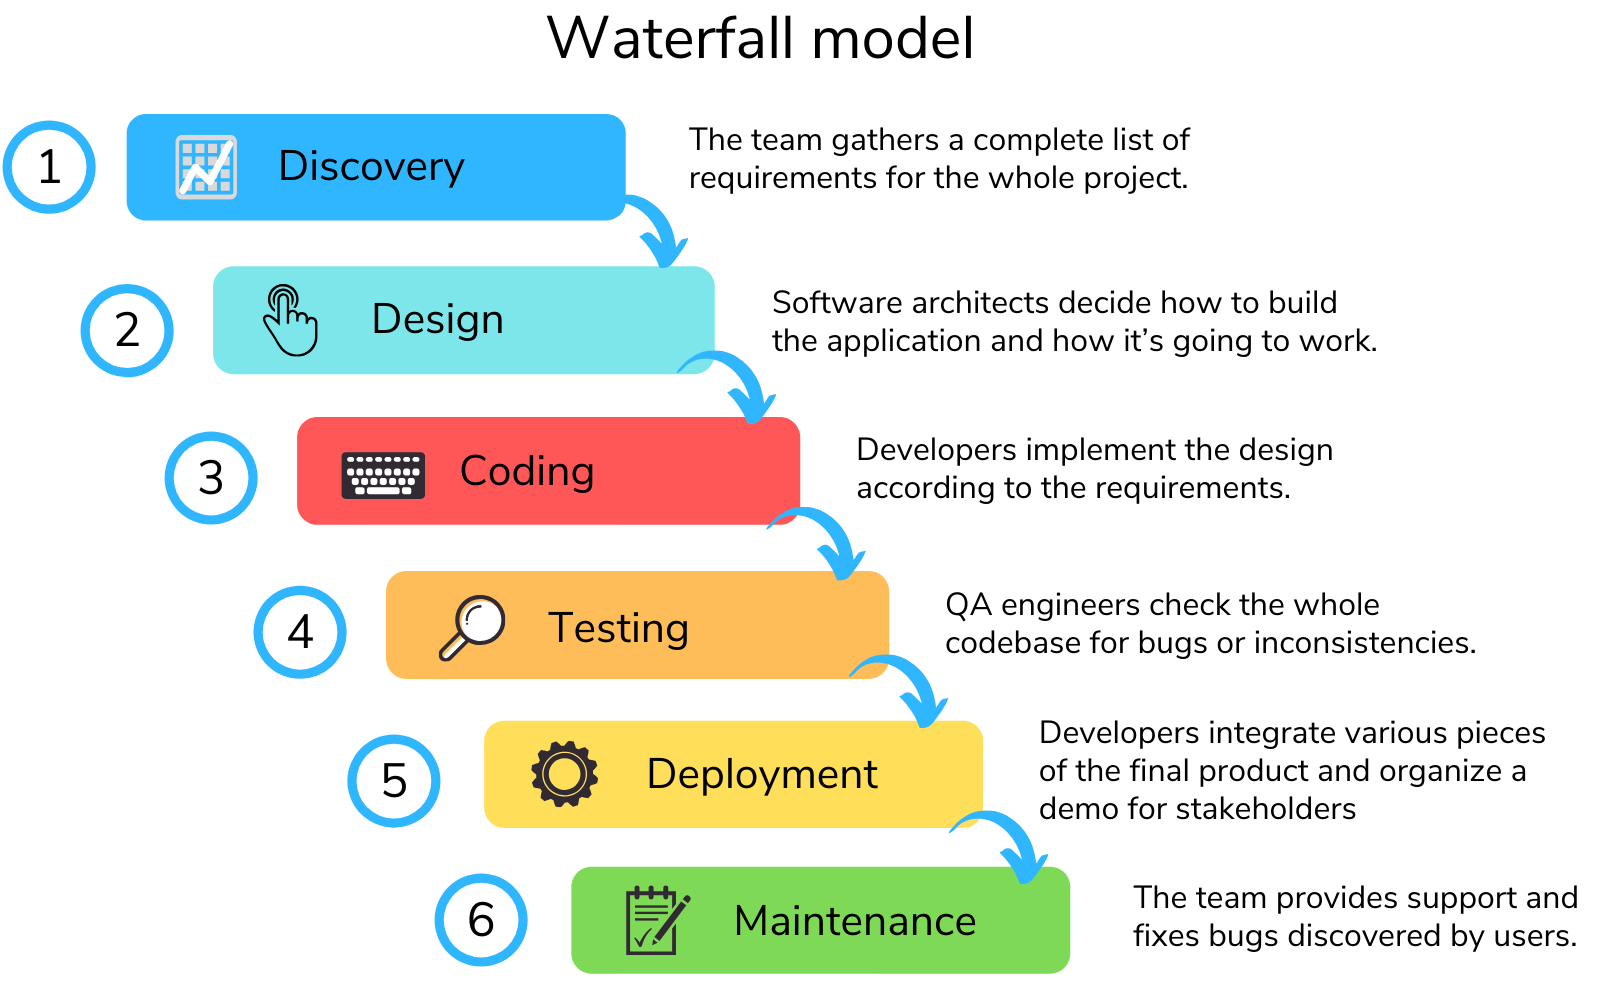 Waterfall model
1
Discovery
The team gathers a complete list of
requirements for the whole project.
2
Design
Software architects decide how to build
the application and how it’s going to work.
3
Coding
Developers implement the design
according to the requirements.
4
Testing
QA engineers check the whole
codebase for bugs or inconsistencies.
5
Deployment
Developers integrate various pieces
of the final product and organize a
demo for stakeholders
6
Maintenance
The team provides support and
fixes bugs discovered by users.